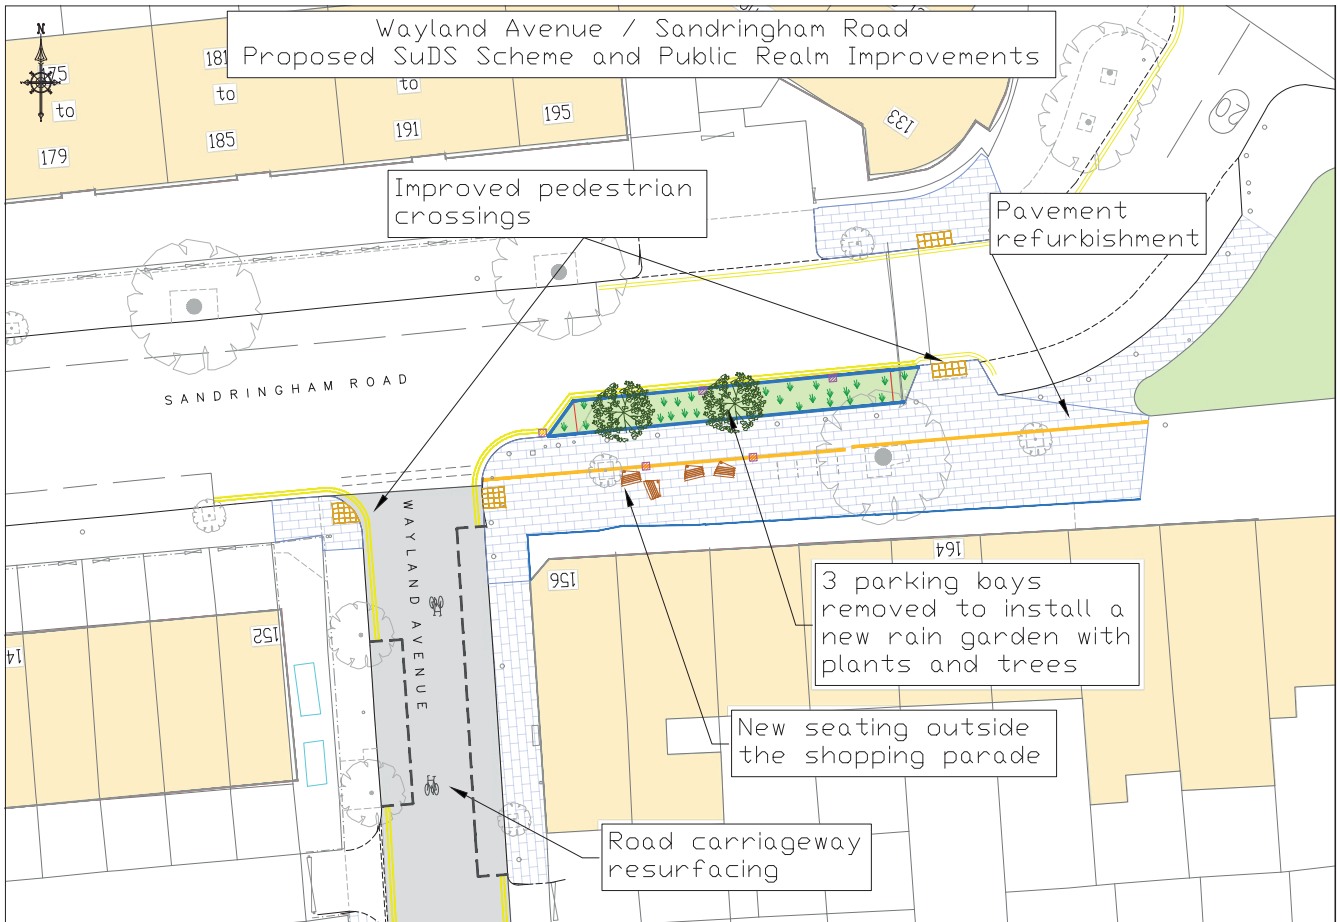 Wayland Avenue / Sandringham Road
Proposed SuDS Scheme and Public Realm Improvements
N
75
to
179
181
to
185
to
191
195
133
20
Improved pedestrian
crossings
Pavement
refurbishment
SANDRINGHAM ROAD
WAYLAND AVENUE
152
14
156
164
3 parking bays
removed to install a
new rain garden with
plants and trees
New seating outside
the shopping parade
Road carriageway
resurfacing